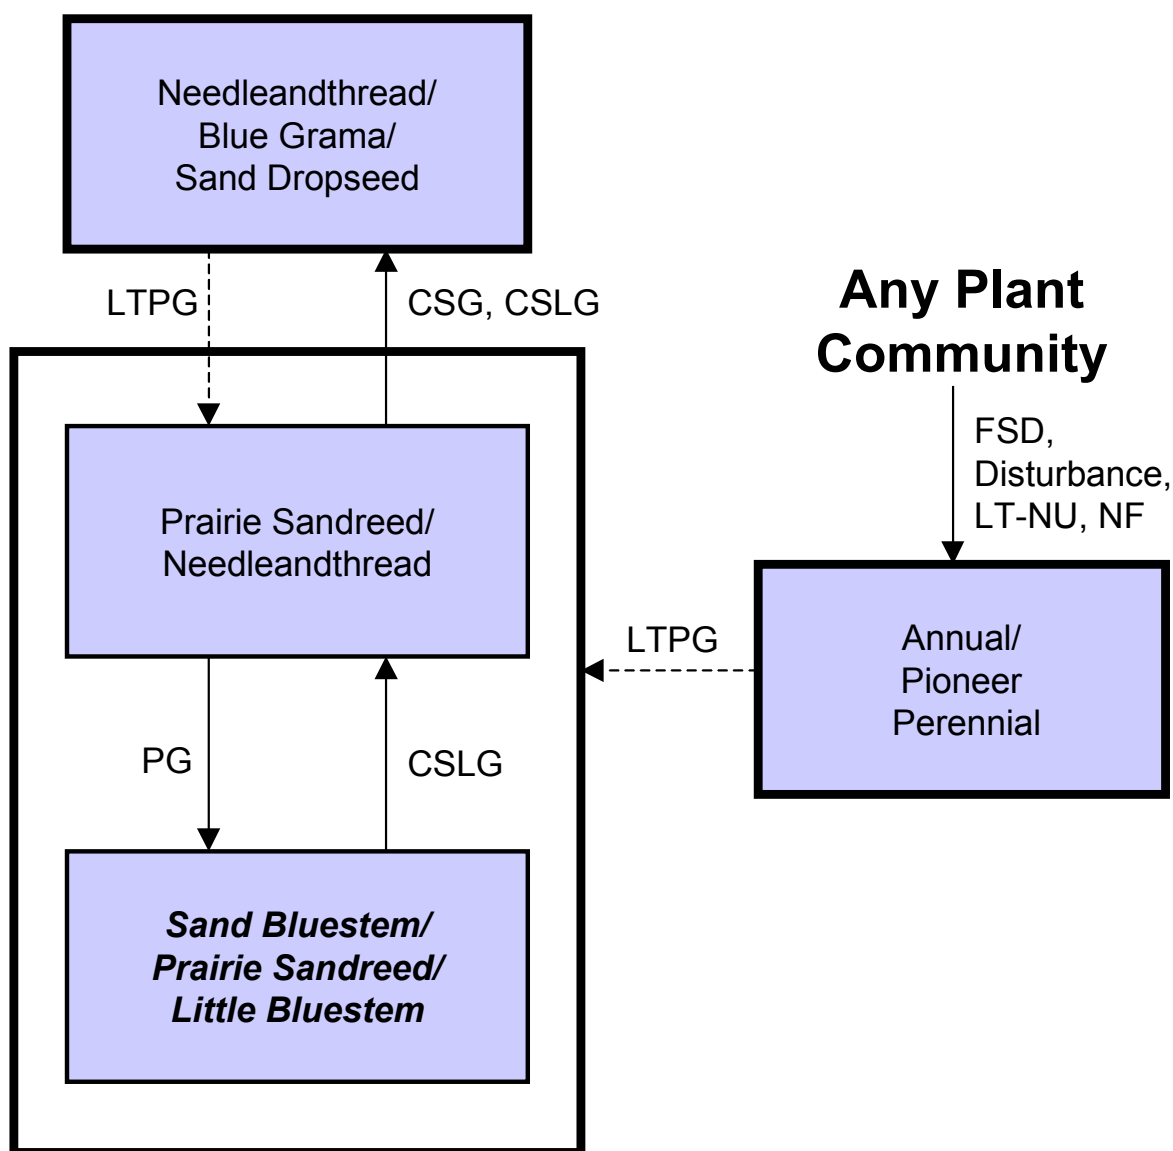 Needleandthread/
Blue Grama/
Sand Dropseed
LTPG
CSG, CSLG
Any Plant
Community
FSD,
Disturbance,
LT-NU, NF
Prairie Sandreed/
Needleandthread
LTPG
Annual/
Pioneer
Perennial
PG
CSLG
Sand Bluestem/
Prairie Sandreed/
Little Bluestem